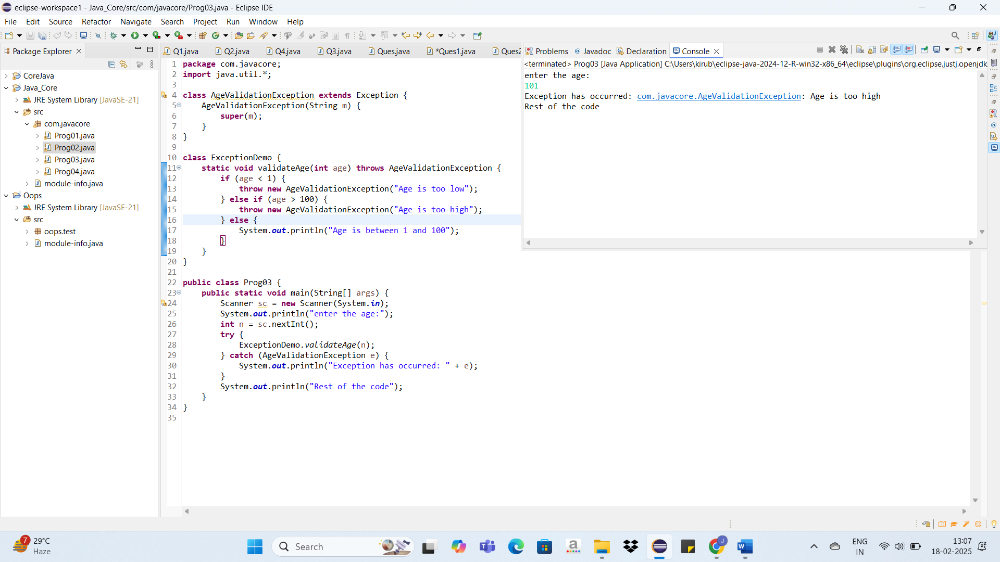 eclipse-workspace1 - Java_Core/src/com/javacore/Prog03.java - Eclipse IDE
File Edit Source Refactor Navigate Search Project Run Window Help
Package Explorer
CoreJava
Java_Core
JRE System Library [JavaSE-21]
src
com.javacore
Prog01.java
Prog02.java
Prog03.java
Prog04.java
module-info.java
Oops
JRE System Library [JavaSE-21]
src
oops.test
module-info.java
Q1.java Q2.java Q4.java Q3.java Ques.java *Ques1.java Ques2
1 package com.javacore;
2 import java.util.*;
3
4 class AgeValidationException extends Exception {
5 AgeValidationException(String m) {
6 super(m);
7 }
8 }
9
10 class ExceptionDemo {
11 static void validateAge(int age) throws AgeValidationException {
12 if (age < 1) {
13 throw new AgeValidationException("Age is too low");
14 } else if (age > 100) {
15 throw new AgeValidationException("Age is too high");
16 } else {
17 System.out.println("Age is between 1 and 100");
18 }
19 }
20 }
21
22 public class Prog03 {
23 public static void main(String[] args) {
24 Scanner sc = new Scanner(System.in);
25 System.out.println("enter the age:");
26 int n = sc.nextInt();
27 try {
28 ExceptionDemo.validateAge(n);
29 } catch (AgeValidationException e) {
30 System.out.println("Exception has occurred: " + e);
31 }
32 System.out.println("Rest of the code");
33 }
34 }
35
Problems @ Javadoc Declaration Console
<terminated> Prog03 [Java Application] C:\Users\kirub\eclipse-java-2024-12-R-win32-x86_64\eclipse\plugins\org.eclipse.justj.openjdk
enter the age:
101
Exception has occurred: com.javacore.AgeValidationException: Age is too high
Rest of the code
7
29°C
Haze
Search
ENG
IN
13:07
18-02-2025